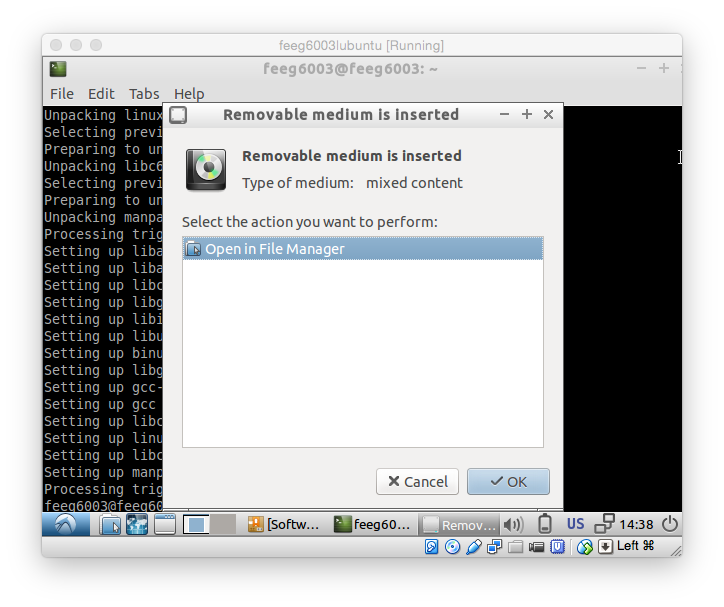 feeg6003lubuntu [Running]
feeg6003@feeg6003: ~
File Edit Tabs Help
Unpacking linux
Selecting previ
Preparing to un
Unpacking libc6
Selecting previ
Preparing to un
Unpacking manpa
Processing trig
Setting up liba
Setting up liba
Setting up libc
Setting up libg
Setting up libi
Setting up libu
Setting up binu
Setting up libg
Setting up gcc-
Setting up gcc
Setting up libc
Setting up linu
Setting up libc
Setting up manp
Processing trig
feeg6003@feeg60
Removable medium is inserted
Removable medium is inserted
Type of medium: mixed content
Select the action you want to perform:
Open in File Manager
Cancel OK
[Softw... feeg60... Remov... US 14:38
Left ⌘